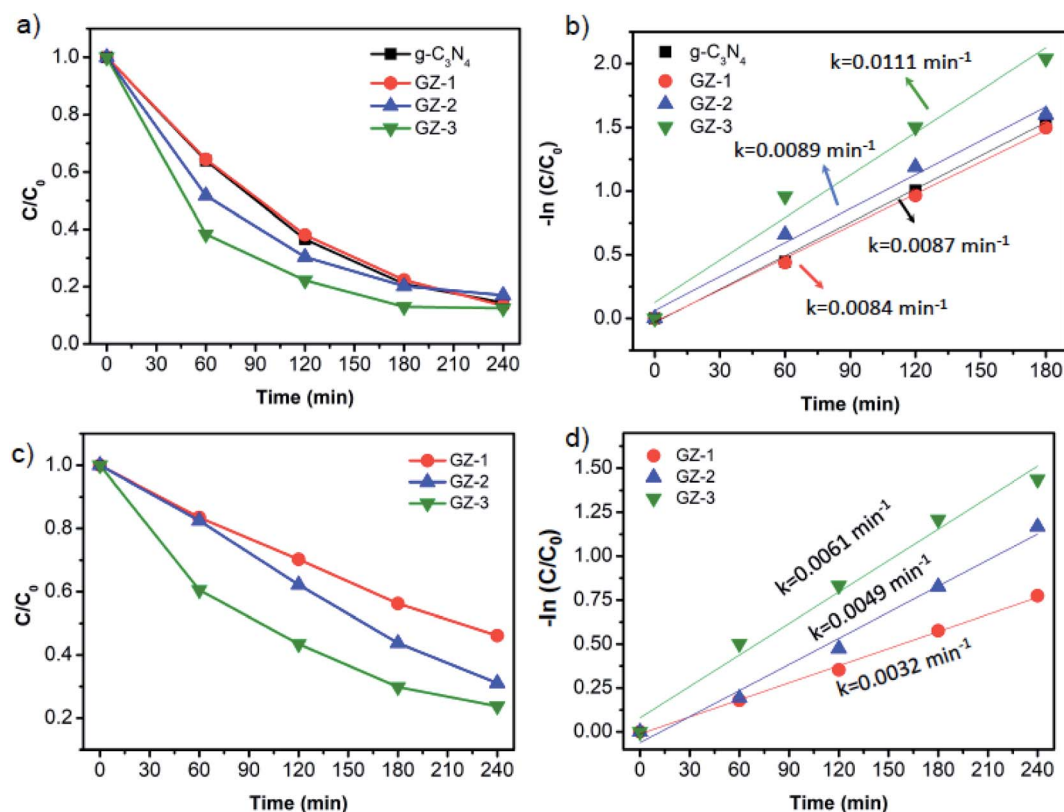 a)
g-C₃N₄
GZ-1
GZ-2
GZ-3
1.0
0.8
0.6
0.4
0.2
0.0
C/C₀
0 30 60 90 120 150 180 210 240
Time (min)
b)
g-C₃N₄
GZ-1
GZ-2
GZ-3
k=0.0111 min⁻¹
k=0.0089 min⁻¹
k=0.0087 min⁻¹
k=0.0084 min⁻¹
2.0
1.5
1.0
0.5
0.0
-ln (C/C₀)
0 30 60 90 120 150 180
Time (min)
c)
GZ-1
GZ-2
GZ-3
1.0
0.8
0.6
0.4
0.2
C/C₀
0 30 60 90 120 150 180 210 240
Time (min)
d)
GZ-1
GZ-2
GZ-3
k=0.0061 min⁻¹
k=0.0049 min⁻¹
k=0.0032 min⁻¹
1.50
1.25
1.00
0.75
0.50
0.25
0.00
-ln (C/C₀)
0 30 60 90 120 150 180 210 240
Time (min)